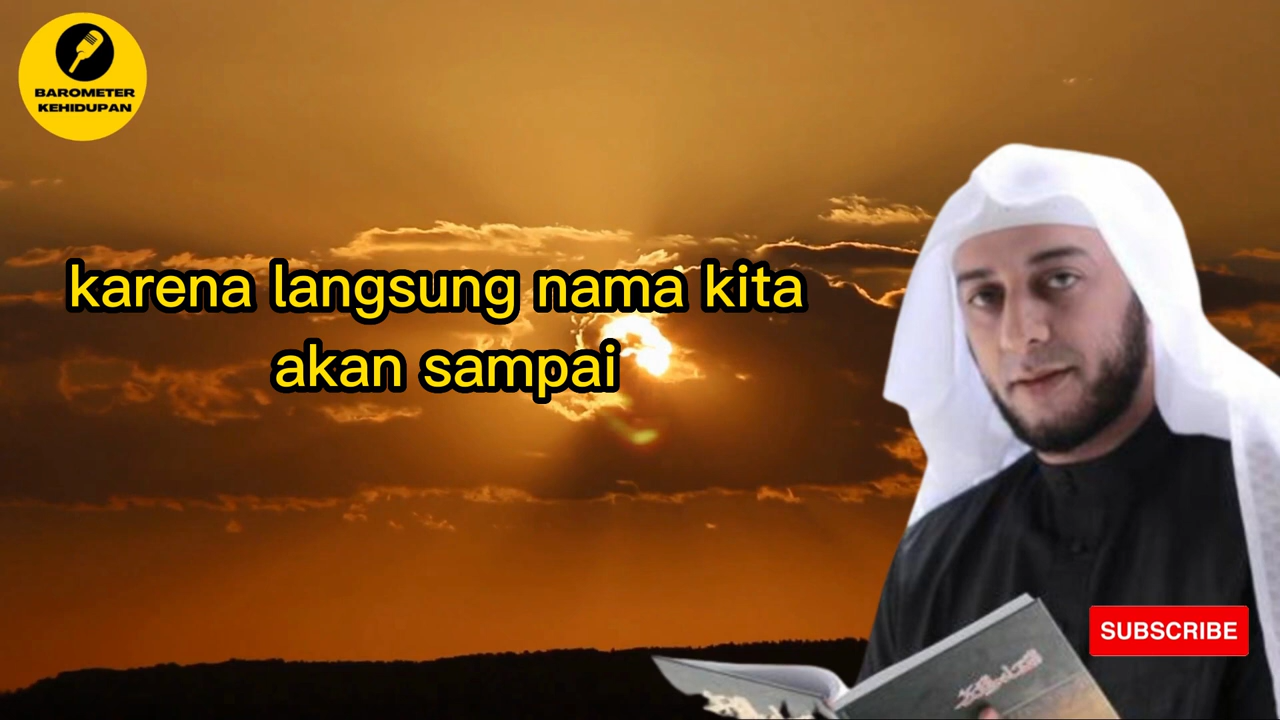 BAROMETER
KEHIDUPAN
karena langsung nama kita
akan sampai
SUBSCRIBE